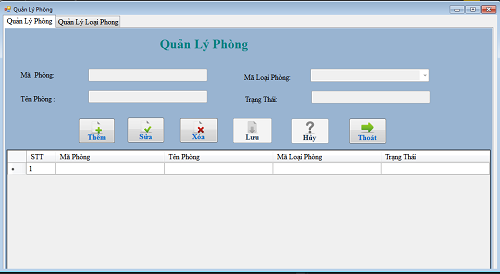 Quản Lý Phòng
Quản Lý Phòng Quản Lý Loại Phong
Quản Lý Phòng
Mã Phòng: Mã Loại Phòng:
Tên Phòng : Trạng Thái:
Thêm Sửa Xóa Lưu Hủy Thoát
STT Mã Phòng Tên Phòng Mã Loại Phòng Trạng Thái
1